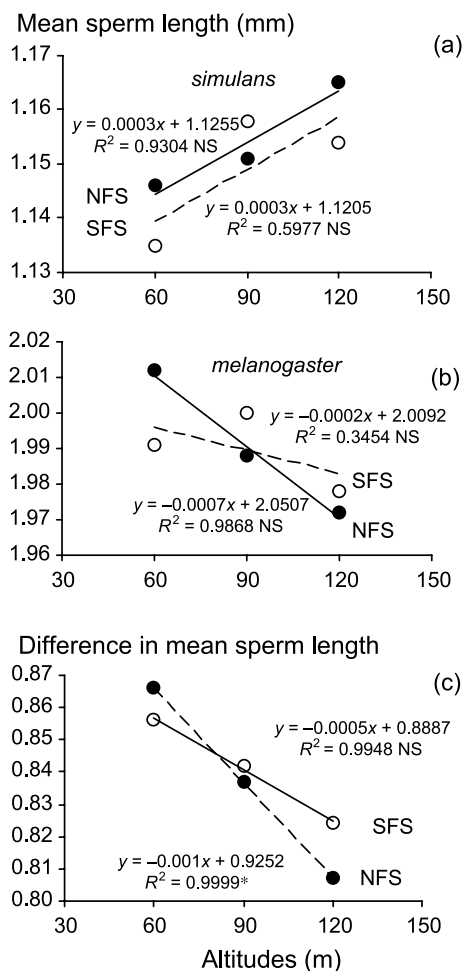 Mean sperm length (mm)
(a)
1.17
simulans
1.16
y = 0.0003x + 1.1255
R² = 0.9304 NS
1.15
NFS
1.14
SFS
y = 0.0003x + 1.1205
R² = 0.5977 NS
1.13
30 60 90 120 150
2.02
melanogaster
(b)
2.01
2.00
y = −0.0002x + 2.0092
R² = 0.3454 NS
1.99
1.98
SFS
y = −0.0007x + 2.0507
R² = 0.9868 NS
1.97
NFS
1.96
30 60 90 120 150
Difference in mean sperm length
(c)
0.87
0.86
y = −0.0005x + 0.8887
R² = 0.9948 NS
0.85
0.84
0.83
SFS
0.82
y = −0.001x + 0.9252
R² = 0.9999*
0.81
NFS
0.80
30 60 90 120 150
Altitudes (m)